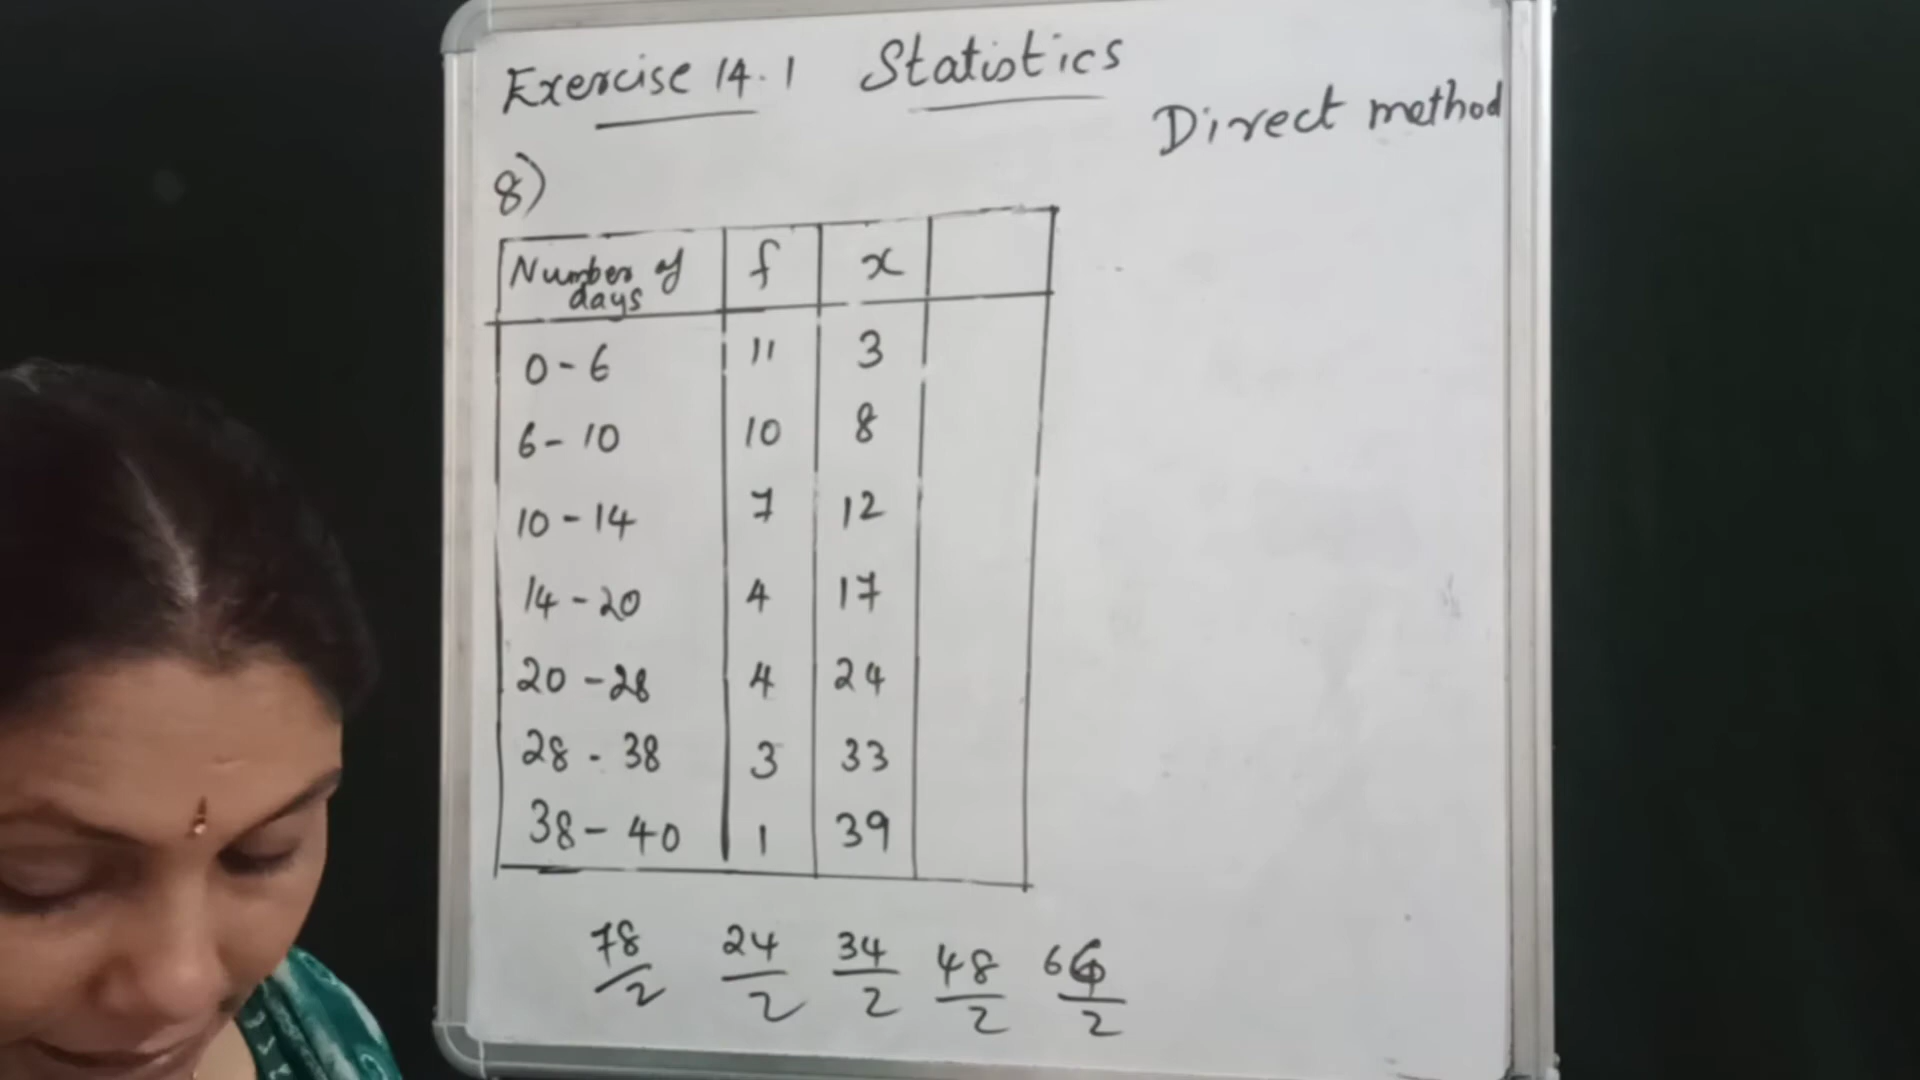 Exercise 14.1 Statistics
Direct method
8)
Number of days f x
0-6 11 3
6-10 10 8
10-14 7 12
14-20 4 17
20-28 4 24
28-38 3 33
38-40 1 39
78/2 24/2 34/2 48/2 66/2